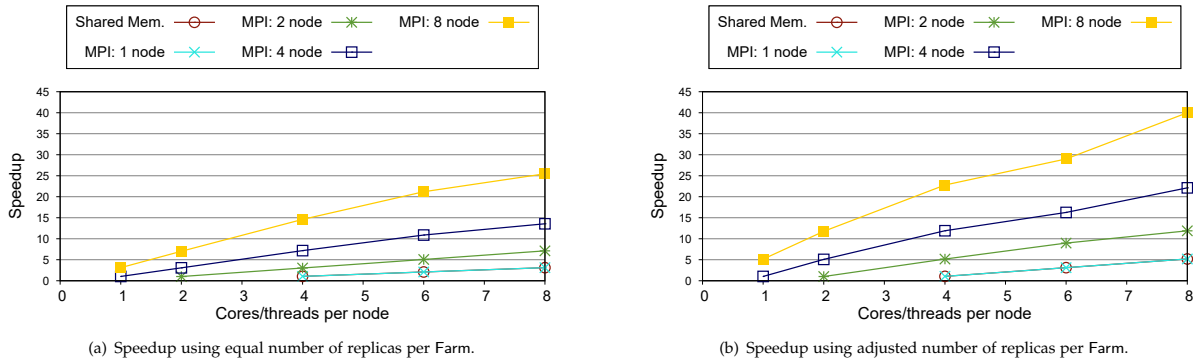 Shared Mem. MPI: 2 node MPI: 8 node
MPI: 1 node MPI: 4 node
45
40
35
30
25
20
15
10
5
0
Speedup
0 1 2 3 4 5 6 7 8
Cores/threads per node
(a) Speedup using equal number of replicas per Farm.
Shared Mem. MPI: 2 node MPI: 8 node
MPI: 1 node MPI: 4 node
45
40
35
30
25
20
15
10
5
0
Speedup
0 1 2 3 4 5 6 7 8
Cores/threads per node
(b) Speedup using adjusted number of replicas per Farm.